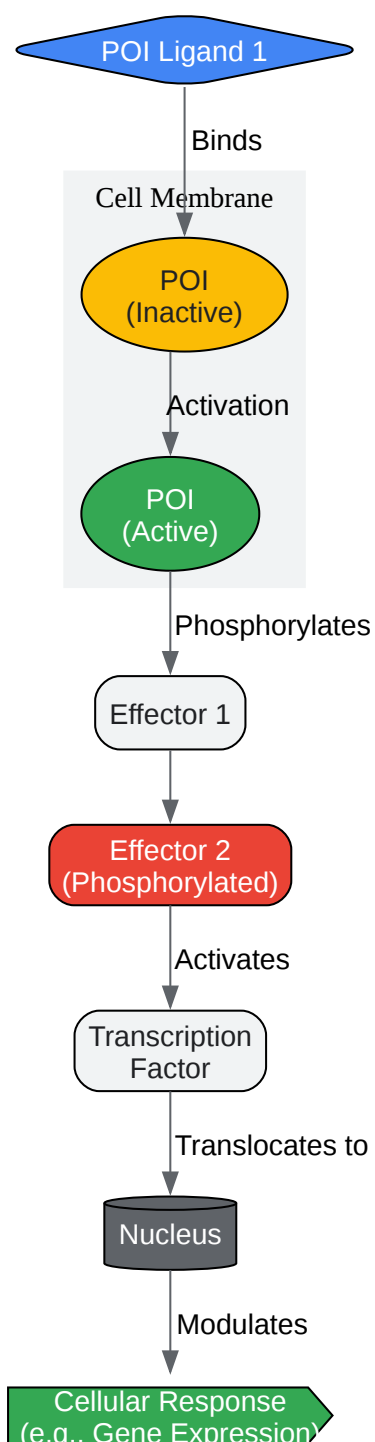 POI Ligand 1
Binds
Cell Membrane
POI
(Inactive)
Activation
POI
(Active)
Phosphorylates
Effector 1
Effector 2
(Phosphorylated)
Activates
Transcription
Factor
Translocates to
Nucleus
Modulates
Cellular Response
(e.g., Gene Expression)